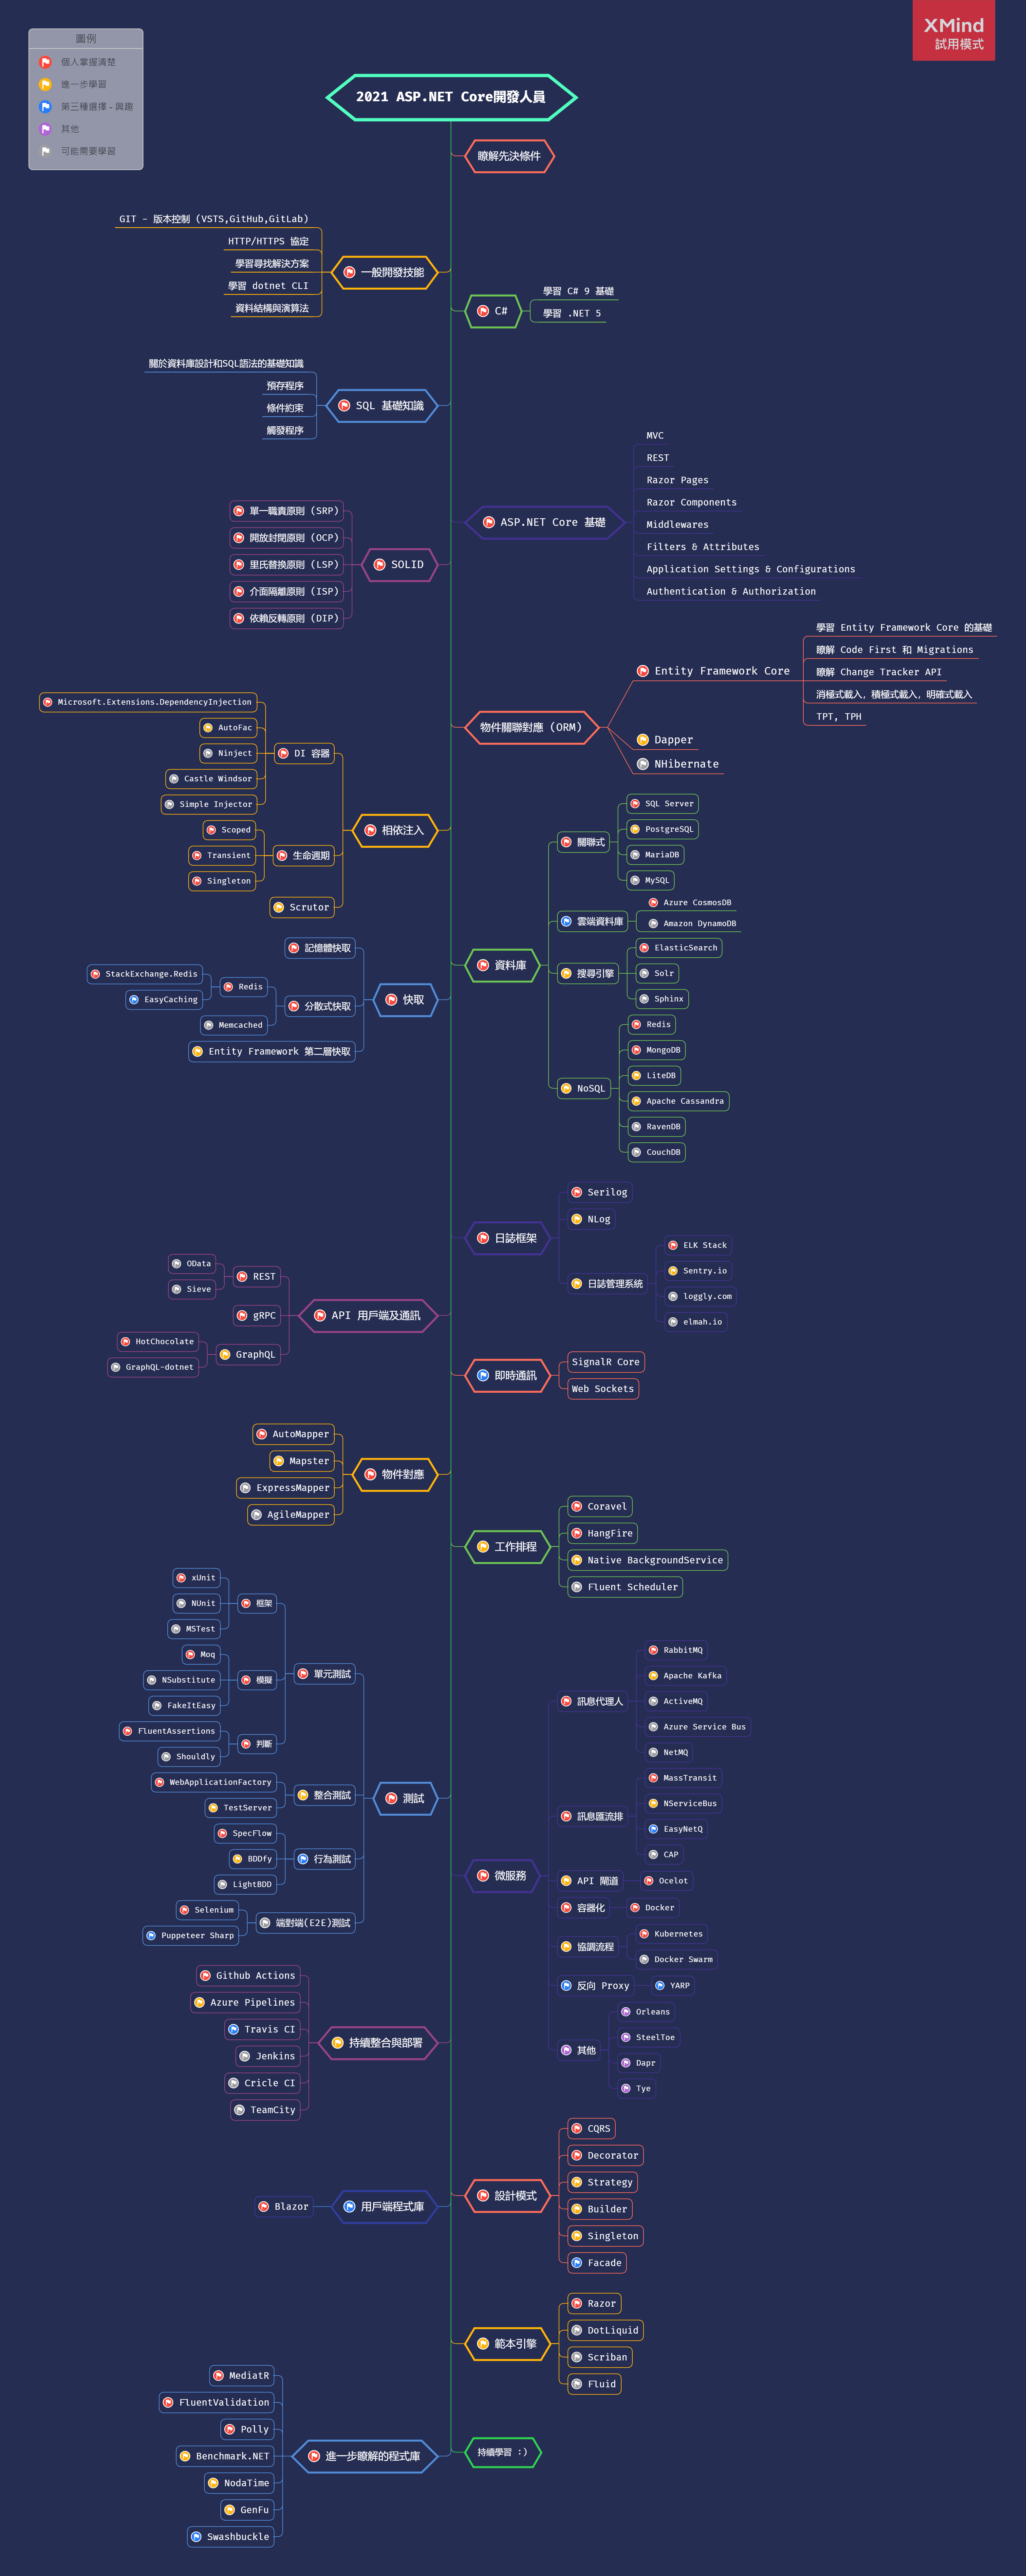 XMind
試用模式
圖例
個人掌握清楚
進一步學習
第三種選擇 - 興趣
其他
可能需要學習
2021 ASP.NET Core開發人員
瞭解先決條件
一般開發技能
GIT - 版本控制 (VSTS,GitHub,GitLab)
HTTP/HTTPS 協定
學習尋找解決方案
學習 dotnet CLI
資料結構與演算法
C#
學習 C# 9 基礎
學習 .NET 5
SQL 基礎知識
關於資料庫設計和SQL語法的基礎知識
預存程序
條件約束
觸發程序
ASP.NET Core 基礎
MVC
REST
Razor Pages
Razor Components
Middlewares
Filters & Attributes
Application Settings & Configurations
Authentication & Authorization
SOLID
單一職責原則 (SRP)
開放封閉原則 (OCP)
里氏替換原則 (LSP)
介面隔離原則 (ISP)
依賴反轉原則 (DIP)
物件關聯對應 (ORM)
Entity Framework Core
學習 Entity Framework Core 的基礎
瞭解 Code First 和 Migrations
瞭解 Change Tracker API
消極式載入, 積極式載入, 明確式載入
TPT, TPH
Dapper
NHibernate
相依注入
DI 容器
Microsoft.Extensions.DependencyInjection
AutoFac
Ninject
Castle Windsor
Simple Injector
生命週期
Scoped
Transient
Singleton
Scrutor
資料庫
關聯式
SQL Server
PostgreSQL
MariaDB
MySQL
雲端資料庫
Azure CosmosDB
Amazon DynamoDB
搜尋引擎
ElasticSearch
Solr
Sphinx
NoSQL
Redis
MongoDB
LiteDB
Apache Cassandra
RavenDB
CouchDB
快取
記憶體快取
分散式快取
Redis
StackExchange.Redis
EasyCaching
Memcached
Entity Framework 第二層快取
日誌框架
Serilog
NLog
日誌管理系統
ELK Stack
Sentry.io
loggly.com
elmah.io
API 用戶端及通訊
REST
OData
Sieve
gRPC
GraphQL
HotChocolate
GraphQL-dotnet
即時通訊
SignalR Core
Web Sockets
物件對應
AutoMapper
Mapster
ExpressMapper
AgileMapper
工作排程
Coravel
HangFire
Native BackgroundService
Fluent Scheduler
測試
單元測試
框架
xUnit
NUnit
MSTest
模擬
Moq
NSubstitute
FakeItEasy
判斷
FluentAssertions
Shouldly
整合測試
WebApplicationFactory
TestServer
行為測試
SpecFlow
BDDfy
LightBDD
端對端(E2E)測試
Selenium
Puppeteer Sharp
微服務
訊息代理人
RabbitMQ
Apache Kafka
ActiveMQ
Azure Service Bus
NetMQ
訊息匯流排
MassTransit
NServiceBus
EasyNetQ
CAP
API 閘道
Ocelot
容器化
Docker
協調流程
Kubernetes
Docker Swarm
反向 Proxy
YARP
其他
Orleans
SteelToe
Dapr
Tye
持續整合與部署
Github Actions
Azure Pipelines
Travis CI
Jenkins
Cricle CI
TeamCity
設計模式
CQRS
Decorator
Strategy
Builder
Singleton
Facade
用戶端程式庫
Blazor
範本引擎
Razor
DotLiquid
Scriban
Fluid
進一步瞭解的程式庫
MediatR
FluentValidation
Polly
Benchmark.NET
NodaTime
GenFu
Swashbuckle
持續學習 :)